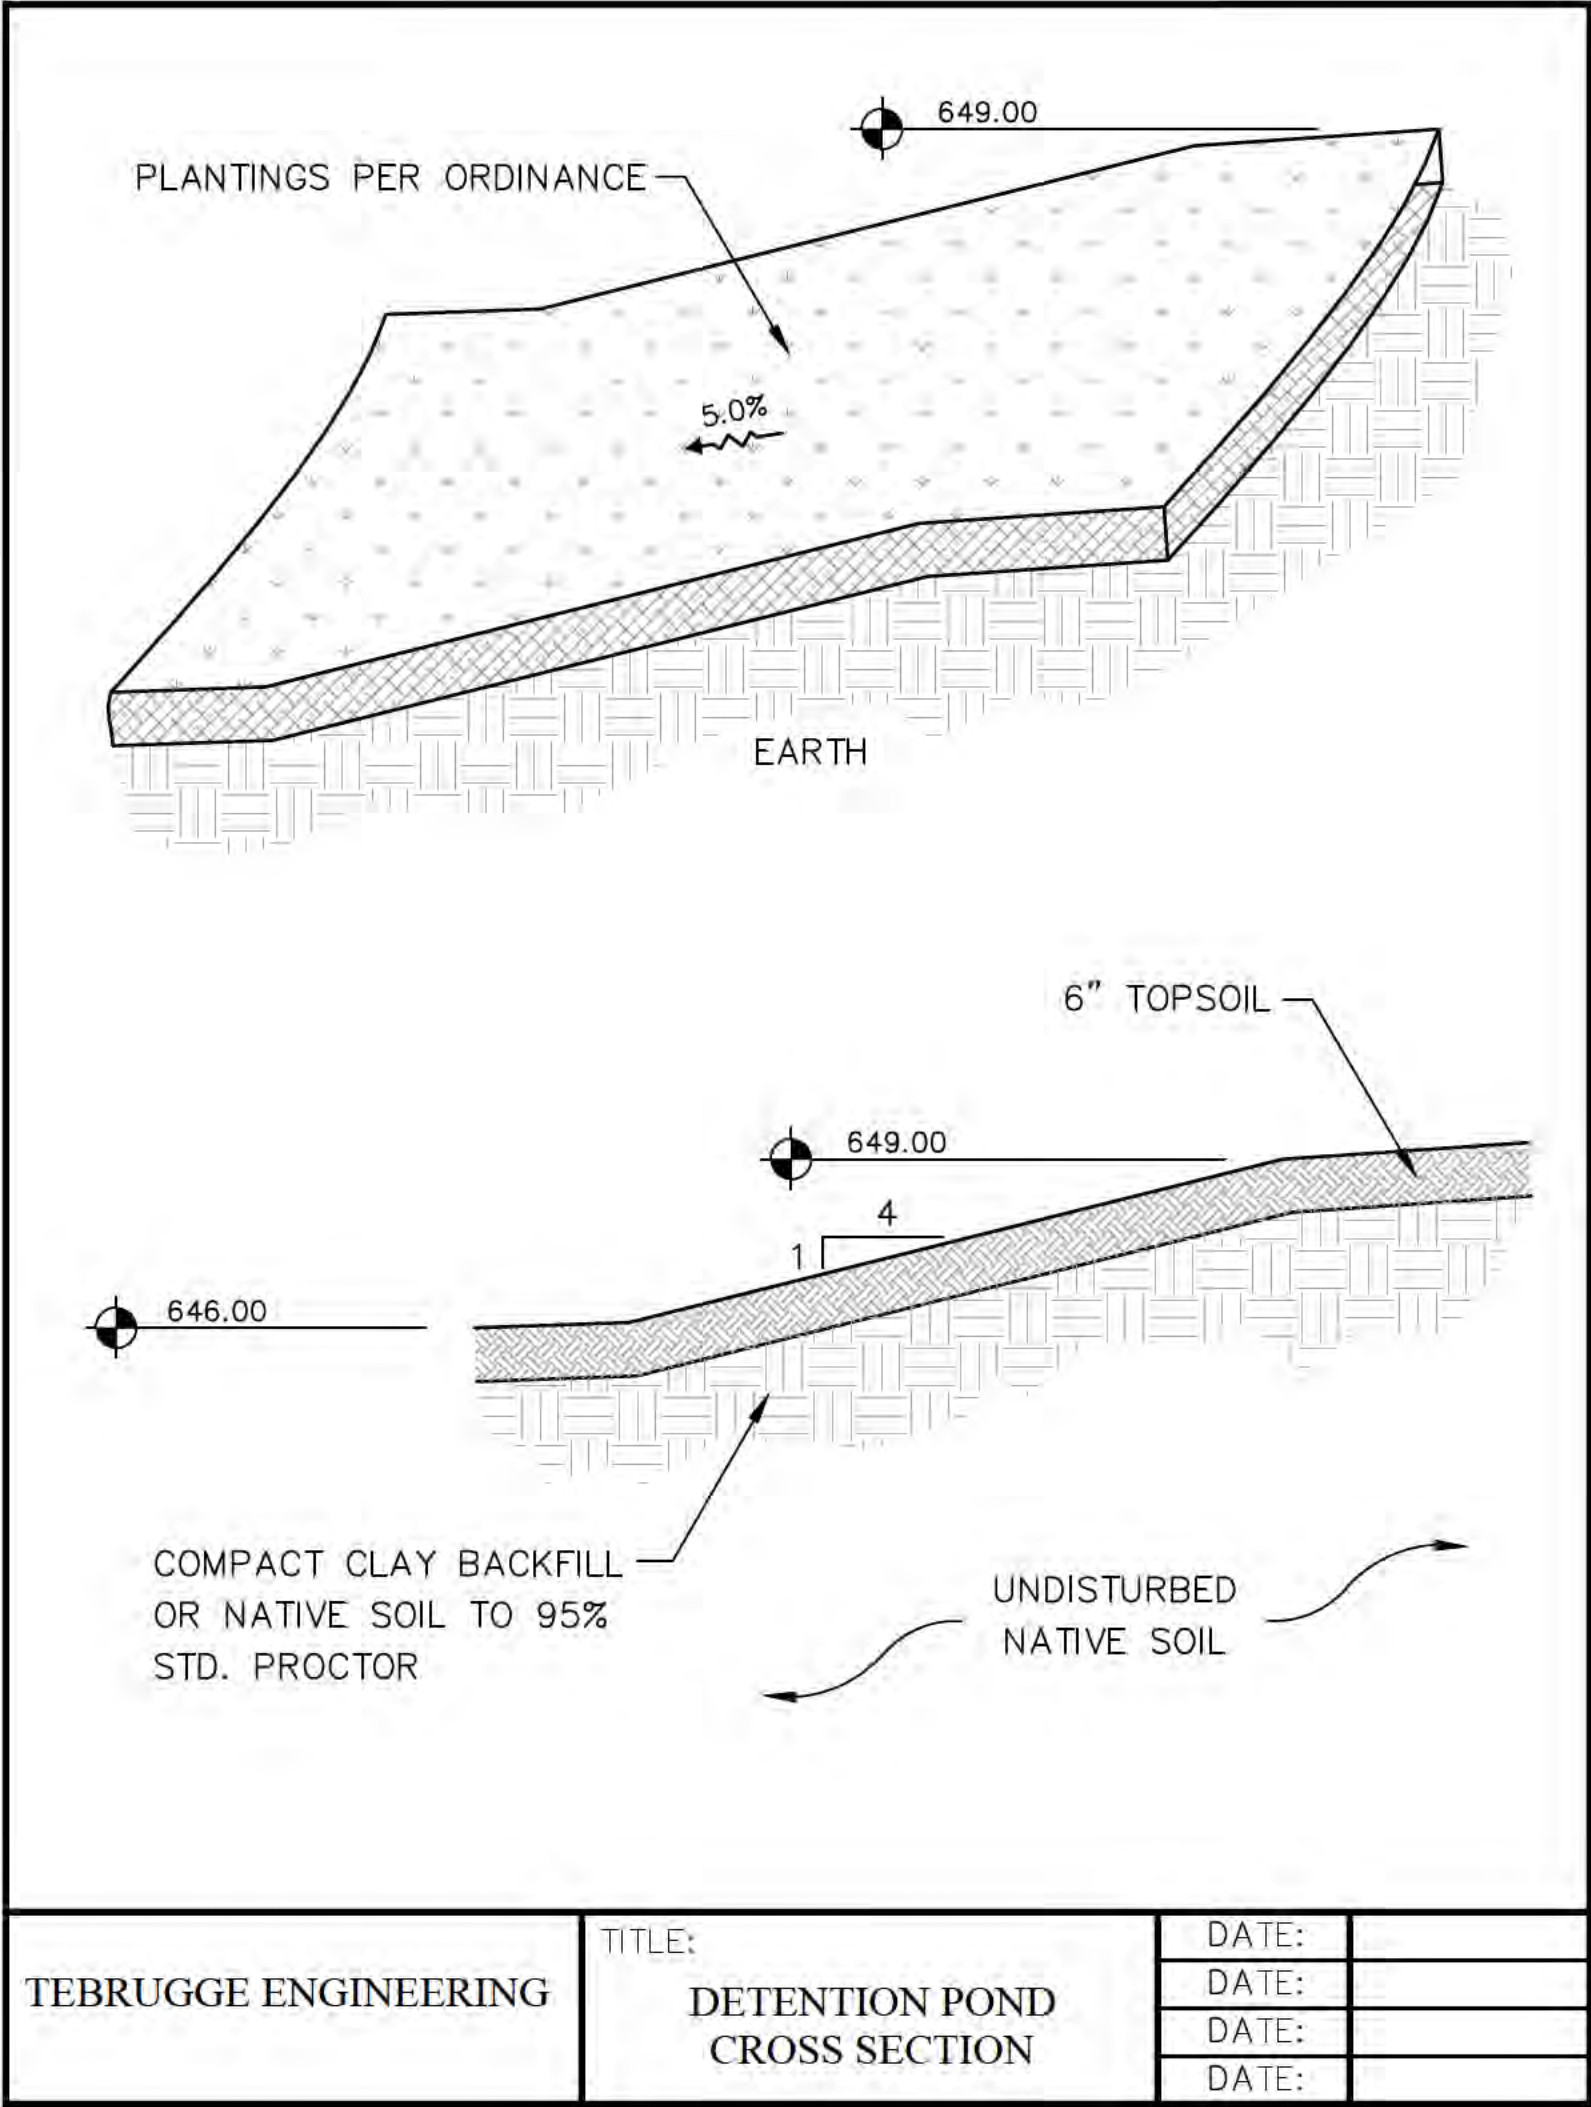 649.00
PLANTINGS PER ORDINANCE
5.0%
EARTH
6" TOPSOIL
649.00
4
1
646.00
COMPACT CLAY BACKFILL
OR NATIVE SOIL TO 95%
STD. PROCTOR
UNDISTURBED
NATIVE SOIL
TEBRUGGE ENGINEERING
TITLE:
DETENTION POND
CROSS SECTION
DATE:
DATE:
DATE:
DATE: